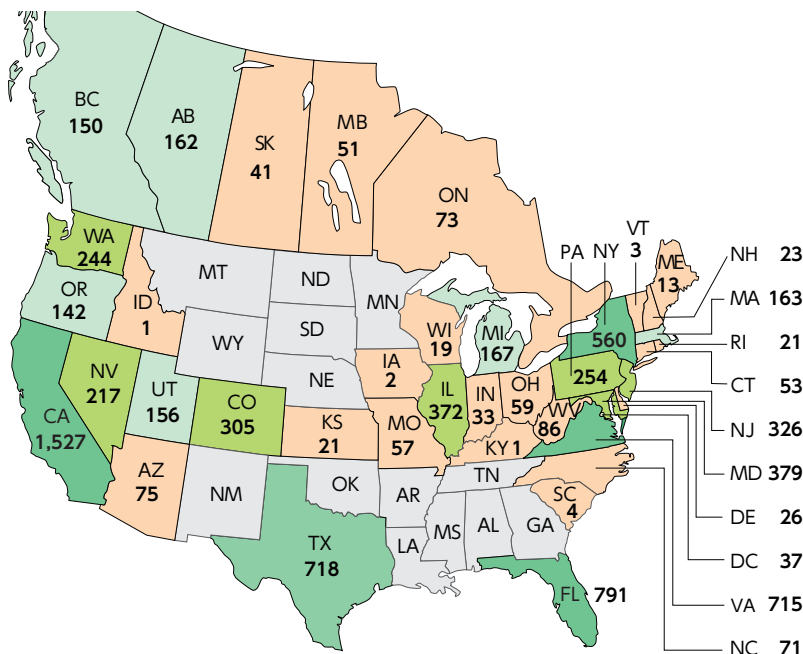 BC
150
AB
162
SK
41
MB
51
ON
73
WA
244
OR
142
ID
1
MT
ND
MN
SD
WY
NE
WI
19
MI
167
PA
254
NY
560
VT
3
ME
13
NH 23
MA 163
RI 21
CT 53
NJ 326
MD 379
DE 26
DC 37
VA 715
NC 71
CA
1,527
NV
217
UT
156
CO
305
KS
21
IA
2
MO
57
IL
372
IN
33
OH
59
WV
86
KY 1
AZ
75
NM
OK
AR
TN
SC
4
MS
AL
GA
LA
TX
718
FL 791